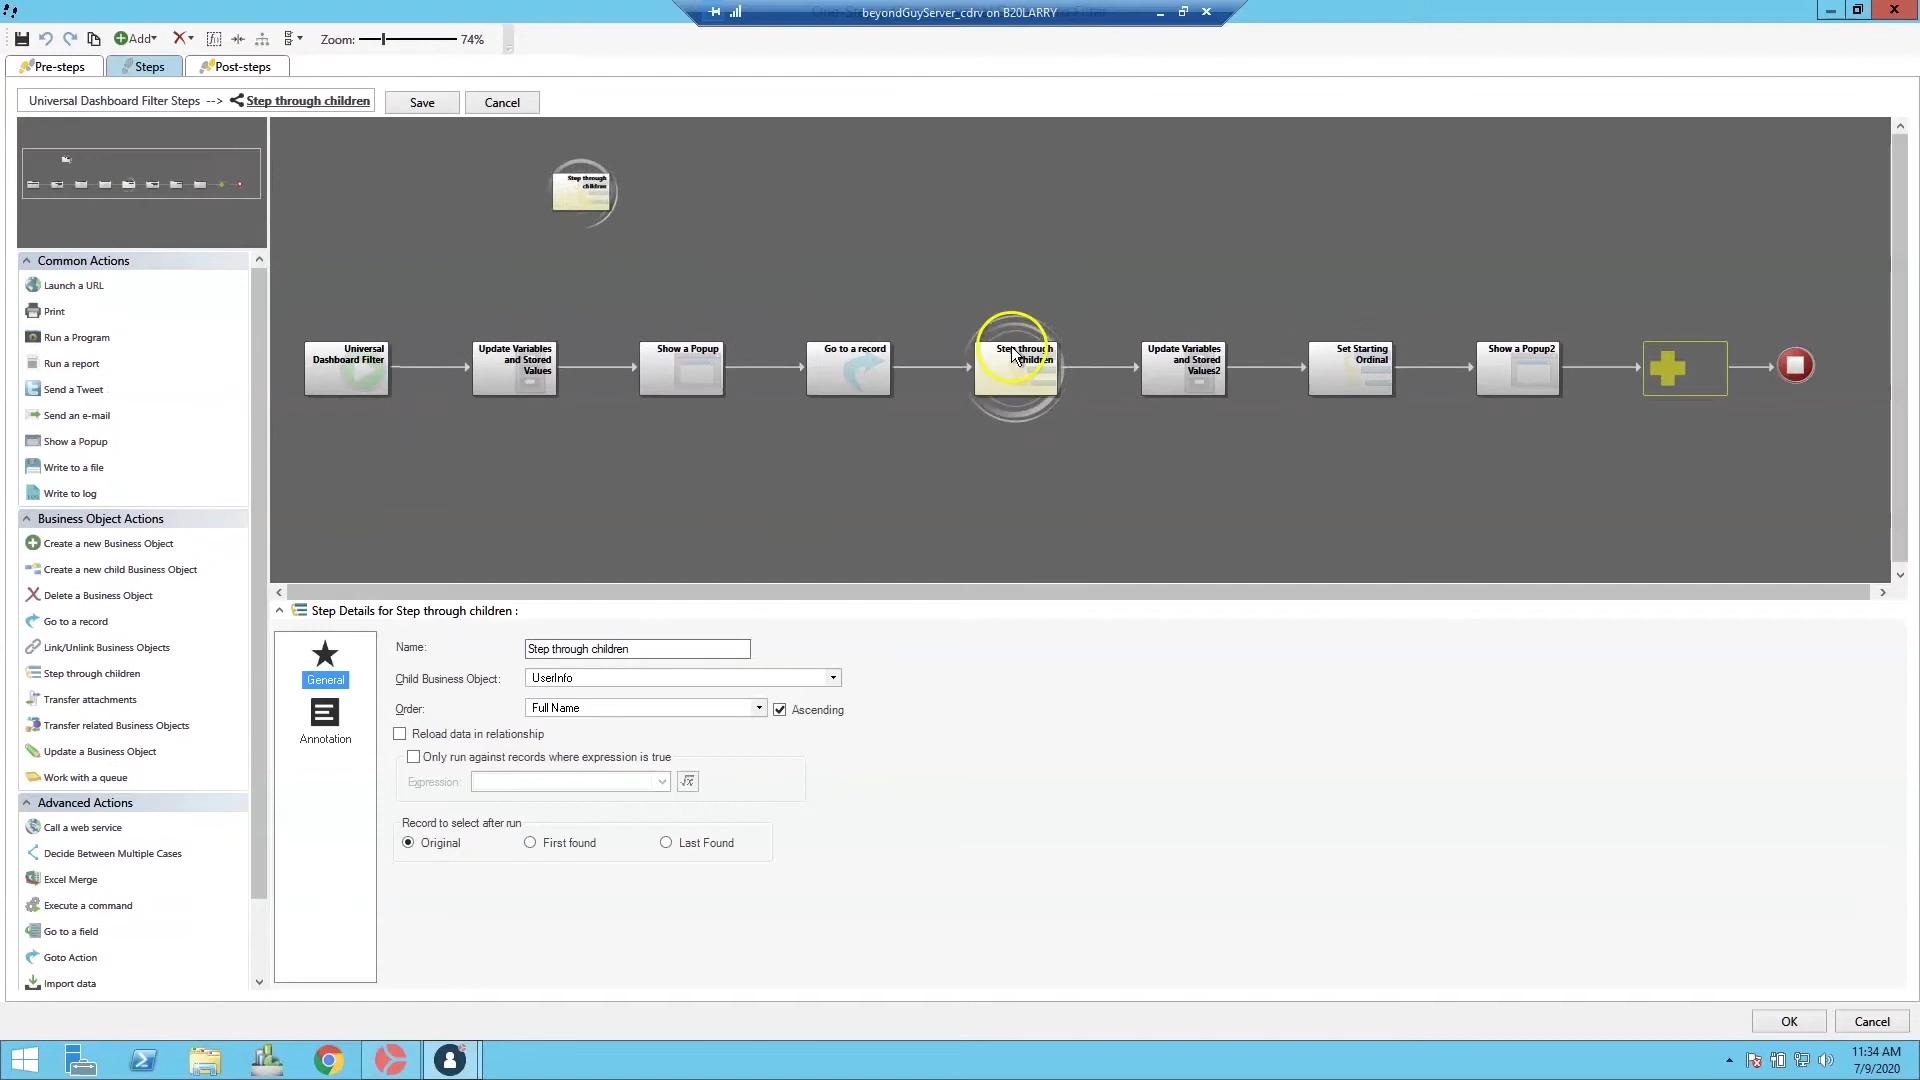 beyondGuyServer_cdrv on B20LARRY
Add
Zoom:
74%
Pre-steps
Steps
Post-steps
Universal Dashboard Filter Steps -->
Step through children
Save
Cancel
Step through
children
Universal
Dashboard Filter
Update Variables
and Stored
Values
Show a Popup
Go to a record
Step through
children
Update Variables
and Stored
Values2
Set Starting
Ordinal
Show a Popup2
Common Actions
Launch a URL
Print
Run a Program
Run a report
Send a Tweet
Send an e-mail
Show a Popup
Write to a file
Write to log
Business Object Actions
Create a new Business Object
Create a new child Business Object
Delete a Business Object
Go to a record
Link/Unlink Business Objects
Step through children
Transfer attachments
Transfer related Business Objects
Update a Business Object
Work with a queue
Advanced Actions
Call a web service
Decide Between Multiple Cases
Excel Merge
Execute a command
Go to a field
Goto Action
Import data
Step Details for Step through children :
General
Annotation
Name:
Step through children
Child Business Object:
UserInfo
Order:
Full Name
Ascending
Reload data in relationship
Only run against records where expression is true
Expression:
Record to select after run
Original
First found
Last Found
OK
Cancel
11:34 AM
7/9/2020